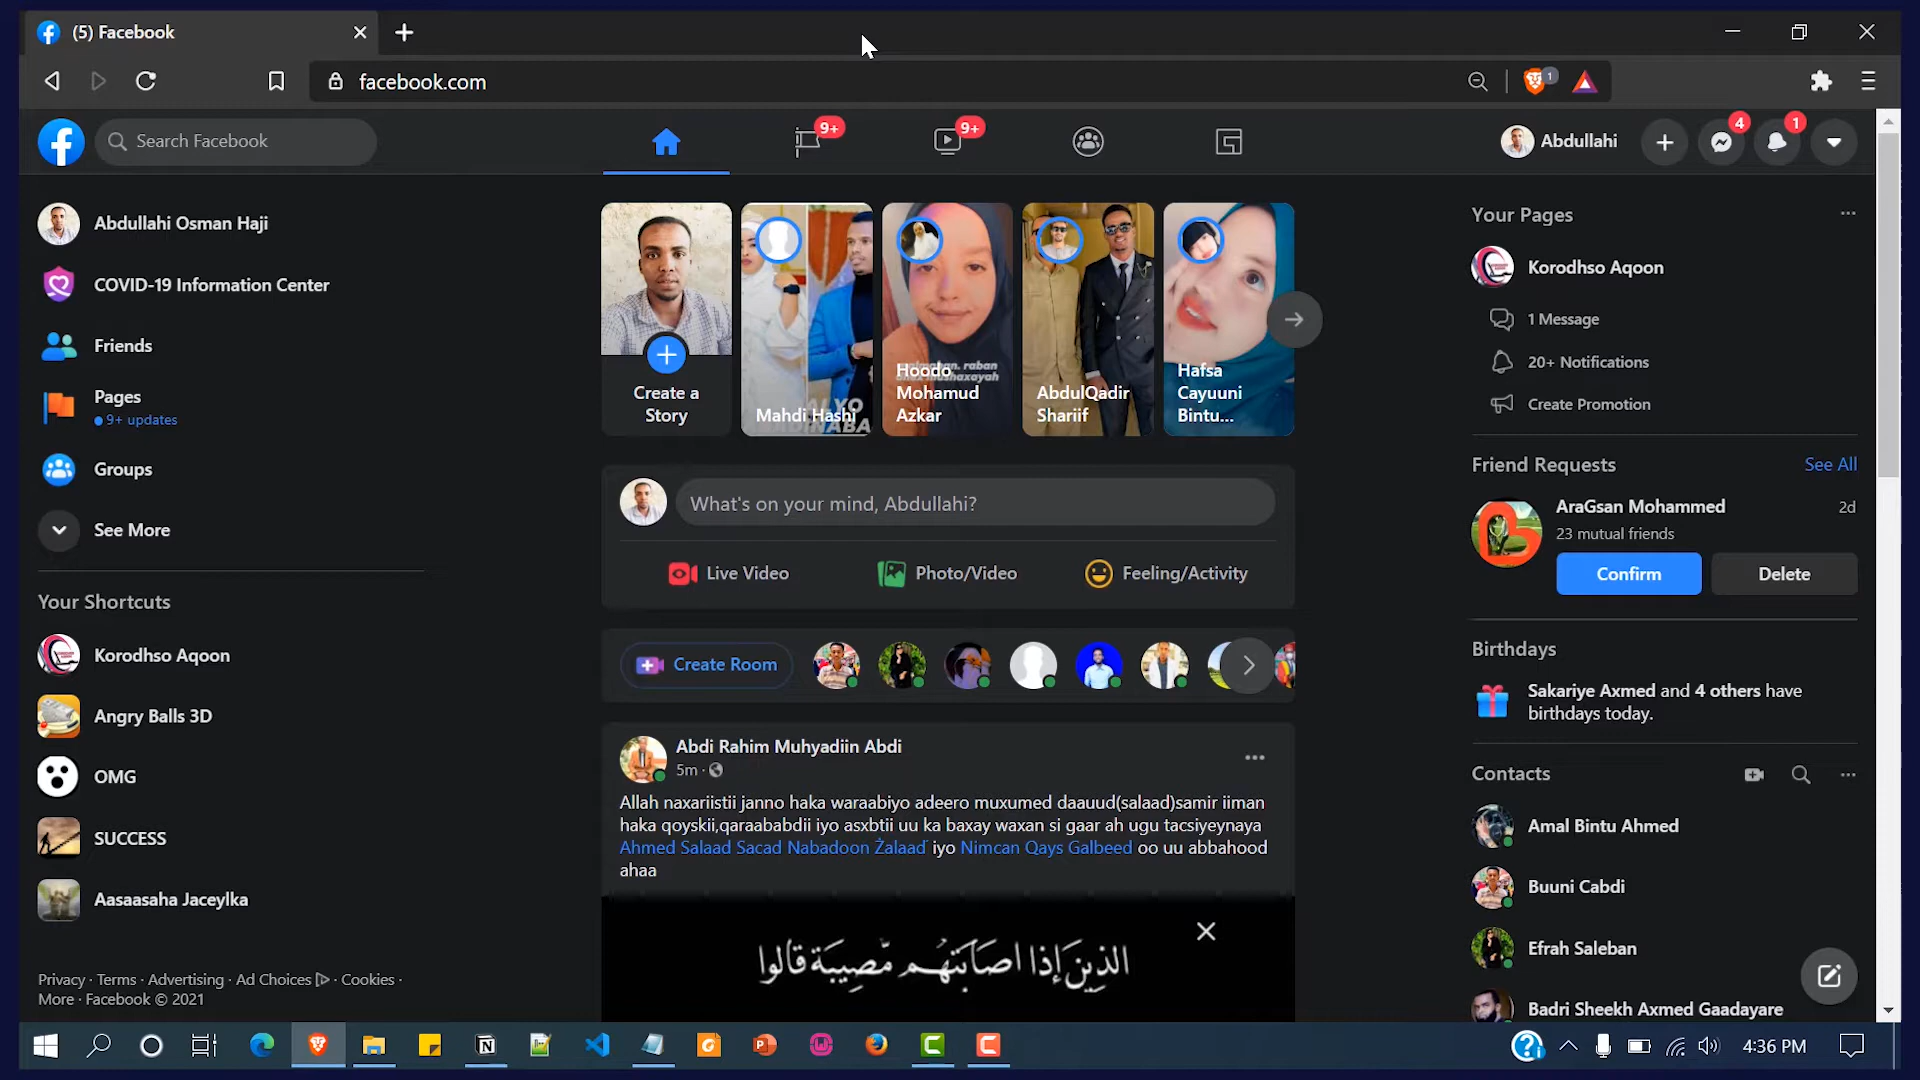 (5) Facebook
facebook.com
1
Search Facebook
9+
9+
Abdullahi
4
1
Abdullahi Osman Haji
COVID-19 Information Center
Friends
Pages
9+ updates
Groups
See More
Your Shortcuts
Korodhso Aqoon
Angry Balls 3D
OMG
SUCCESS
Aasaasaha Jaceylka
Privacy · Terms · Advertising · Ad Choices · Cookies ·
More · Facebook © 2021
Create a
Story
Mahdi Hashi
Hoodo
Mohamud
Azkar
AbdulQadir
Shariif
Hafsa
Cayuuni
Bintu...
What's on your mind, Abdullahi?
Live Video
Photo/Video
Feeling/Activity
Create Room
Abdi Rahim Muhyadiin Abdi
5m ·
Allah naxariistii janno haka waraabiyo adeero muxumed daauud(salaad)samir iiman
haka qoyskii,qaraababdii iyo asxbtii uu ka baxay waxan si gaar ah ugu tacsiyeynaya
Ahmed Salaad Sacad Nabadoon Żalaad iyo Nimcan Qays Galbeed oo uu abbahood
ahaa
الذين إذا اصابتهم مصيبة قالوا
Your Pages
Korodhso Aqoon
1 Message
20+ Notifications
Create Promotion
Friend Requests
See All
AraGsan Mohammed
2d
23 mutual friends
Confirm
Delete
Birthdays
Sakariye Axmed and 4 others have
birthdays today.
Contacts
Amal Bintu Ahmed
Buuni Cabdi
Efrah Saleban
Badri Sheekh Axmed Gaadayare
4:36 PM